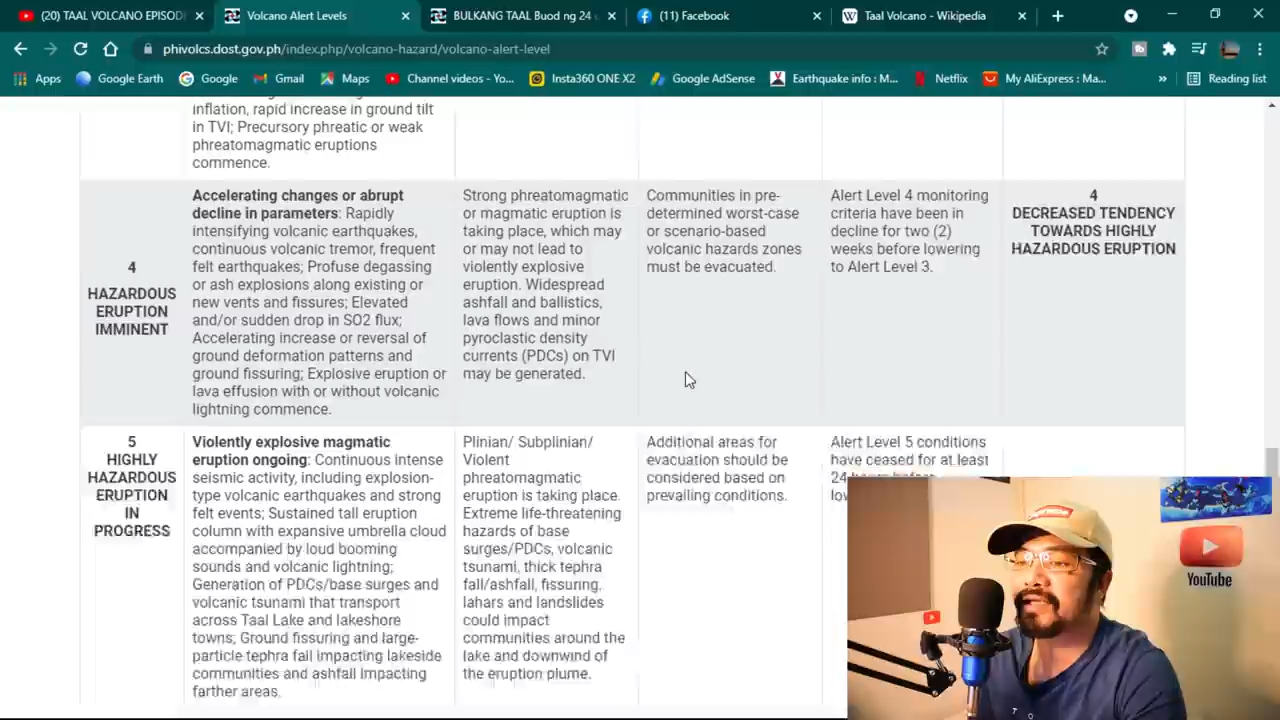 (20) TAAL VOLCANO EPISODE
Volcano Alert Levels
BULKANG TAAL Buod ng 24 o
(11) Facebook
Taal Volcano - Wikipedia
phivolcs.dost.gov.ph/index.php/volcano-hazard/volcano-alert-level
Apps
Google Earth
Google
Gmail
Maps
Channel videos - Yo...
Insta360 ONE X2
Google AdSense
Earthquake info : M...
Netflix
My AliExpress : Ma...
»
Reading list
inflation, rapid increase in ground tilt
in TVI; Precursory phreatic or weak
phreatomagmatic eruptions
commence.
4
HAZARDOUS
ERUPTION
IMMINENT
Accelerating changes or abrupt
decline in parameters: Rapidly
intensifying volcanic earthquakes,
continuous volcanic tremor, frequent
felt earthquakes; Profuse degassing
or ash explosions along existing or
new vents and fissures; Elevated
and/or sudden drop in SO2 flux;
Accelerating increase or reversal of
ground deformation patterns and
ground fissuring; Explosive eruption or
lava effusion with or without volcanic
lightning commence.
Strong phreatomagmatic
or magmatic eruption is
taking place, which may
or may not lead to
violently explosive
eruption. Widespread
ashfall and ballistics,
lava flows and minor
pyroclastic density
currents (PDCs) on TVI
may be generated.
Communities in pre-
determined worst-case
or scenario-based
volcanic hazards zones
must be evacuated.
Alert Level 4 monitoring
criteria have been in
decline for two (2)
weeks before lowering
to Alert Level 3.
4
DECREASED TENDENCY
TOWARDS HIGHLY
HAZARDOUS ERUPTION
5
HIGHLY
HAZARDOUS
ERUPTION
IN
PROGRESS
Violently explosive magmatic
eruption ongoing: Continuous intense
seismic activity, including explosion-
type volcanic earthquakes and strong
felt events; Sustained tall eruption
column with expansive umbrella cloud
accompanied by loud booming
sounds and volcanic lightning;
Generation of PDCs/base surges and
volcanic tsunami that transport
across Taal Lake and lakeshore
towns; Ground fissuring and large-
particle tephra fall impacting lakeside
communities and ashfall impacting
farther areas.
Plinian/ Subplinian/
Violent
phreatomagmatic
eruption is taking place.
Extreme life-threatening
hazards of base
surges/PDCs, volcanic
tsunami, thick tephra
fall/ashfall, fissuring,
lahars and landslides
could impact
communities around the
lake and downwind of
the eruption plume.
Additional areas for
evacuation should be
considered based on
prevailing conditions.
Alert Level 5 conditions
have ceased for at least
24
YouTube